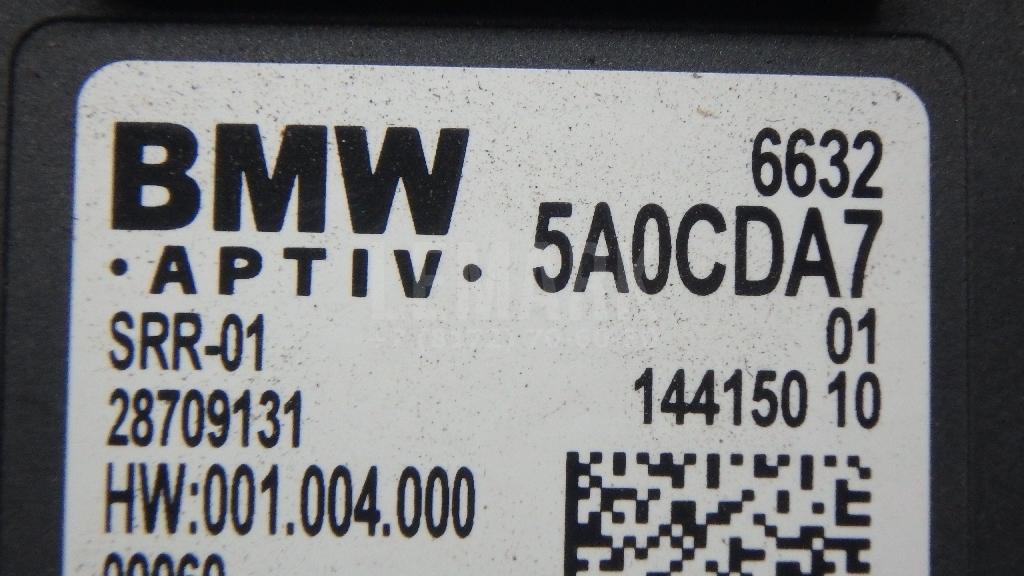 BMW
6632
· APTIV ·
5A0CDA7
SRR-01
01
28709131
144150 10
HW:001.004.000